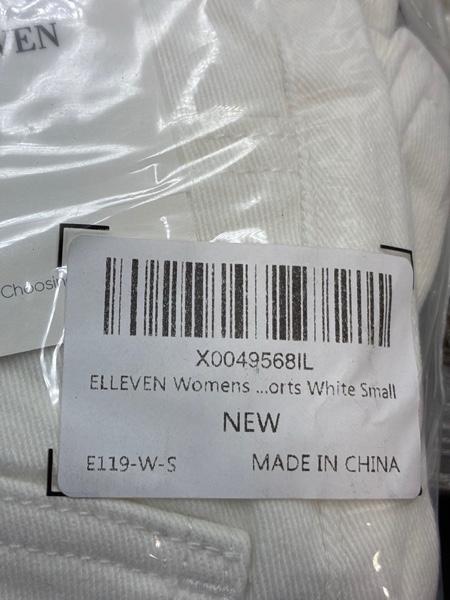 VEN
Choosin
X0049568IL
ELLEVEN Womens ...orts White Small
NEW
E119-W-S
MADE IN CHINA